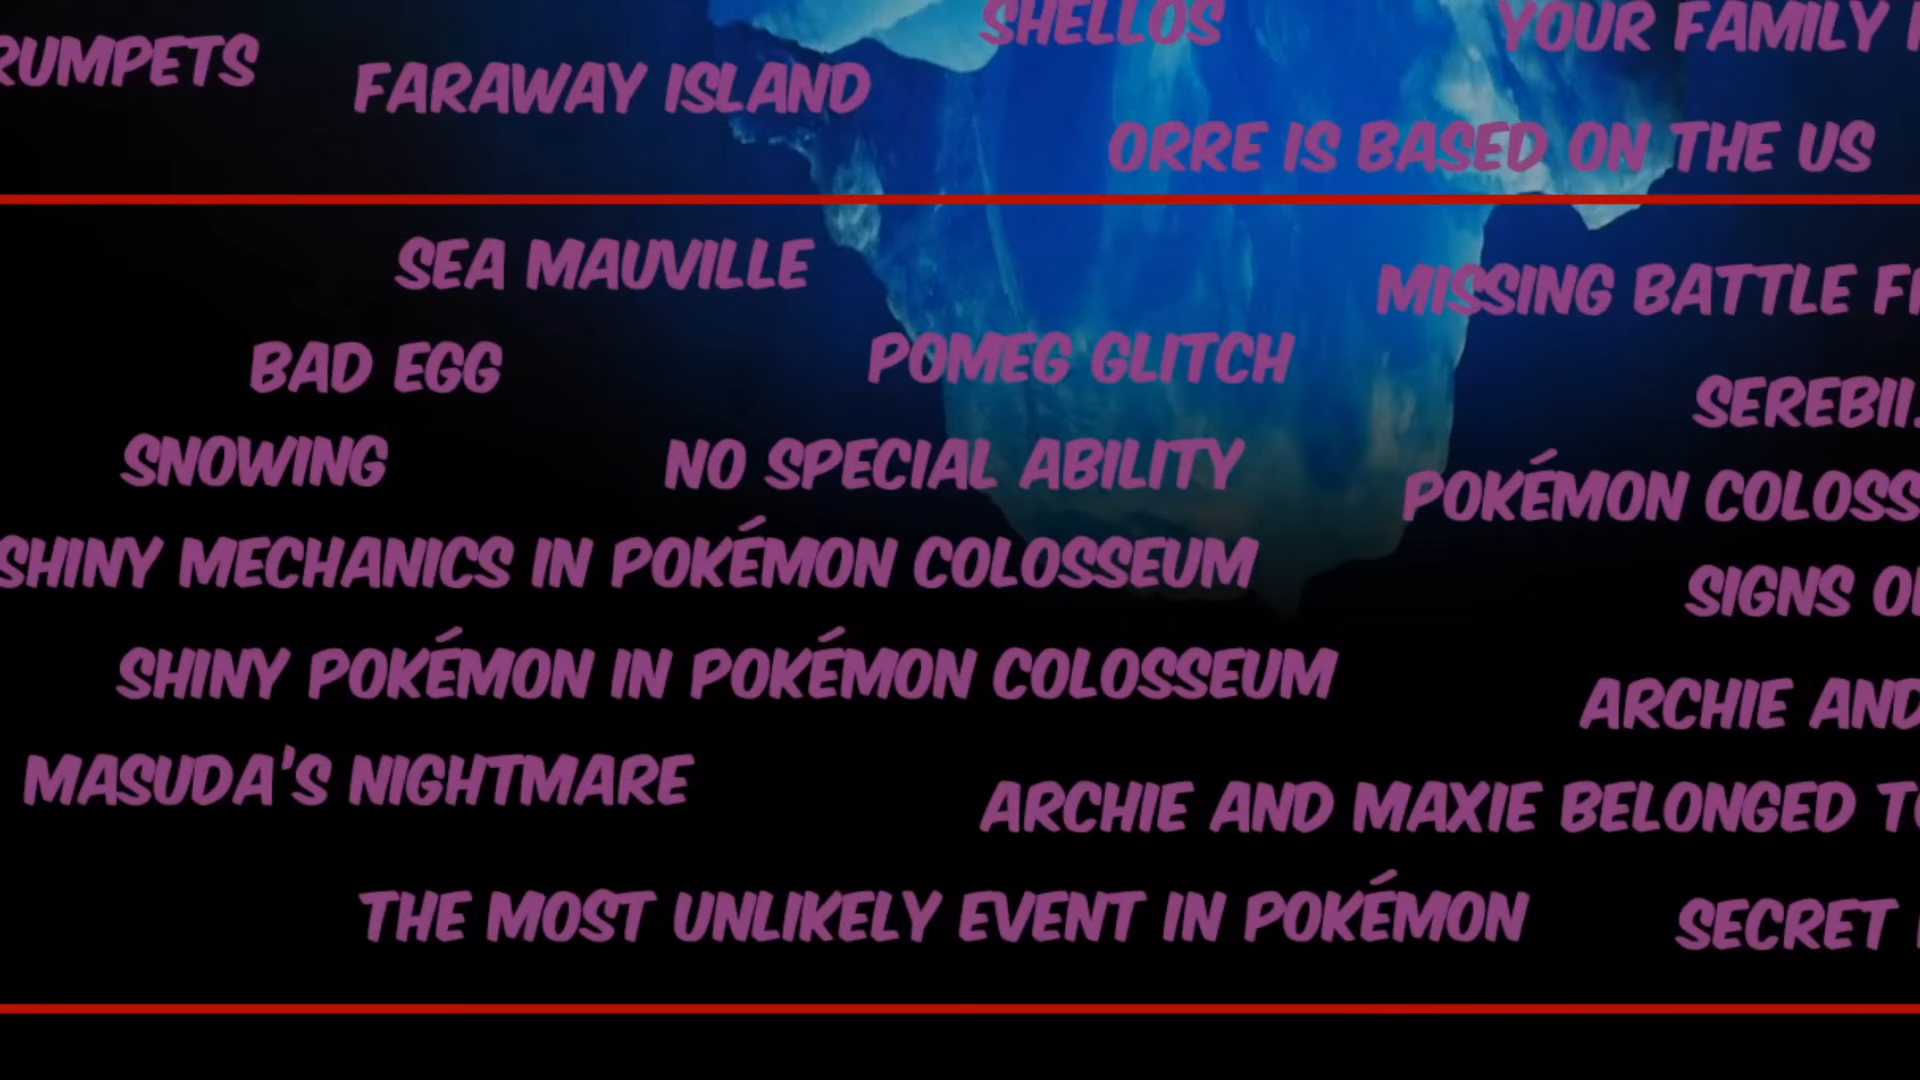 SHELLOS
YOUR FAMILY
RUMPETS
FARAWAY ISLAND
ORRE IS BASED ON THE US
SEA MAUVILLE
MISSING BATTLE
BAD EGG
POMEG GLITCH
SEREBII.
SNOWING
NO SPECIAL ABILITY
POKÉMON COLOSS
SHINY MECHANICS IN POKÉMON COLOSSEUM
SIGNS
SHINY POKÉMON IN POKÉMON COLOSSEUM
ARCHIE AND
MASUDA'S NIGHTMARE
ARCHIE AND MAXIE BELONGED TO
THE MOST UNLIKELY EVENT IN POKÉMON
SECRET